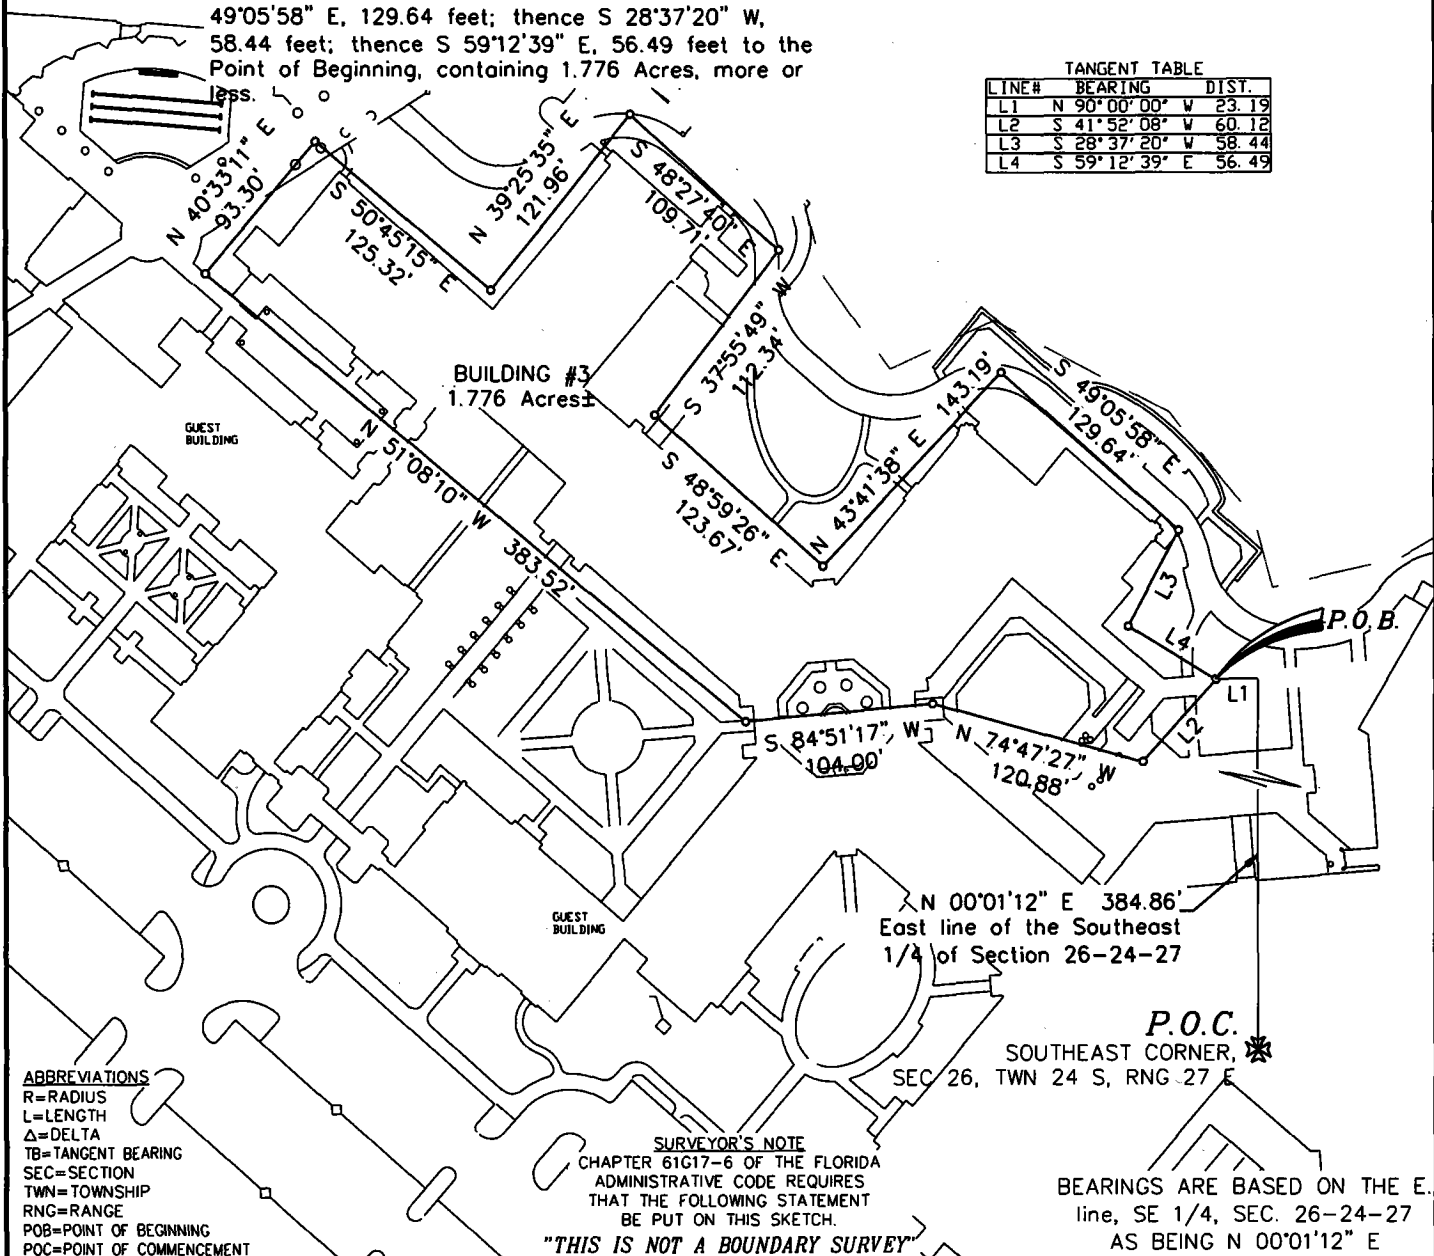 49°05'58" E, 129.64 feet; thence S 28°37'20" W,
58.44 feet; thence S 59°12'39" E, 56.49 feet to the
Point of Beginning, containing 1.776 Acres, more or
less.
TANGENT TABLE
LINE# BEARING DIST.
L1 N 90°00'00" W 23.19
L2 S 41°52'08" W 60.12
L3 S 28°37'20" W 58.44
L4 S 59°12'39" E 56.49
N 40°33'11" E
93.30'
S 50°45'15" E
125.32'
N 39°25'35" E
121.96'
S 48°27'40" E
109.71'
S 37°55'49" W
112.34'
BUILDING #3
1.776 Acres±
GUEST
BUILDING
N 51°08'10" W 383.52'
S 48°59'26" E
123.67'
N 43°41'38" E 143.19'
S 49°05'58" E
129.64'
L3
L4
P.O.B.
L1
L2
S 84°51'17" W
104.00'
N 74°47'27" W
120.88'
GUEST
BUILDING
N 00°01'12" E 384.86'
East line of the Southeast
1/4 of Section 26-24-27
P.O.C.
SOUTHEAST CORNER,
SEC 26, TWN 24 S, RNG 27 E
ABBREVIATIONS
R=RADIUS
L=LENGTH
Δ=DELTA
TB=TANGENT BEARING
SEC=SECTION
TWN=TOWNSHIP
RNG=RANGE
POB=POINT OF BEGINNING
POC=POINT OF COMMENCEMENT
SURVEYOR'S NOTE
CHAPTER 61G17-6 OF THE FLORIDA
ADMINISTRATIVE CODE REQUIRES
THAT THE FOLLOWING STATEMENT
BE PUT ON THIS SKETCH.
"THIS IS NOT A BOUNDARY SURVEY"
BEARINGS ARE BASED ON THE E.
line, SE 1/4, SEC. 26-24-27
AS BEING N 00°01'12" E